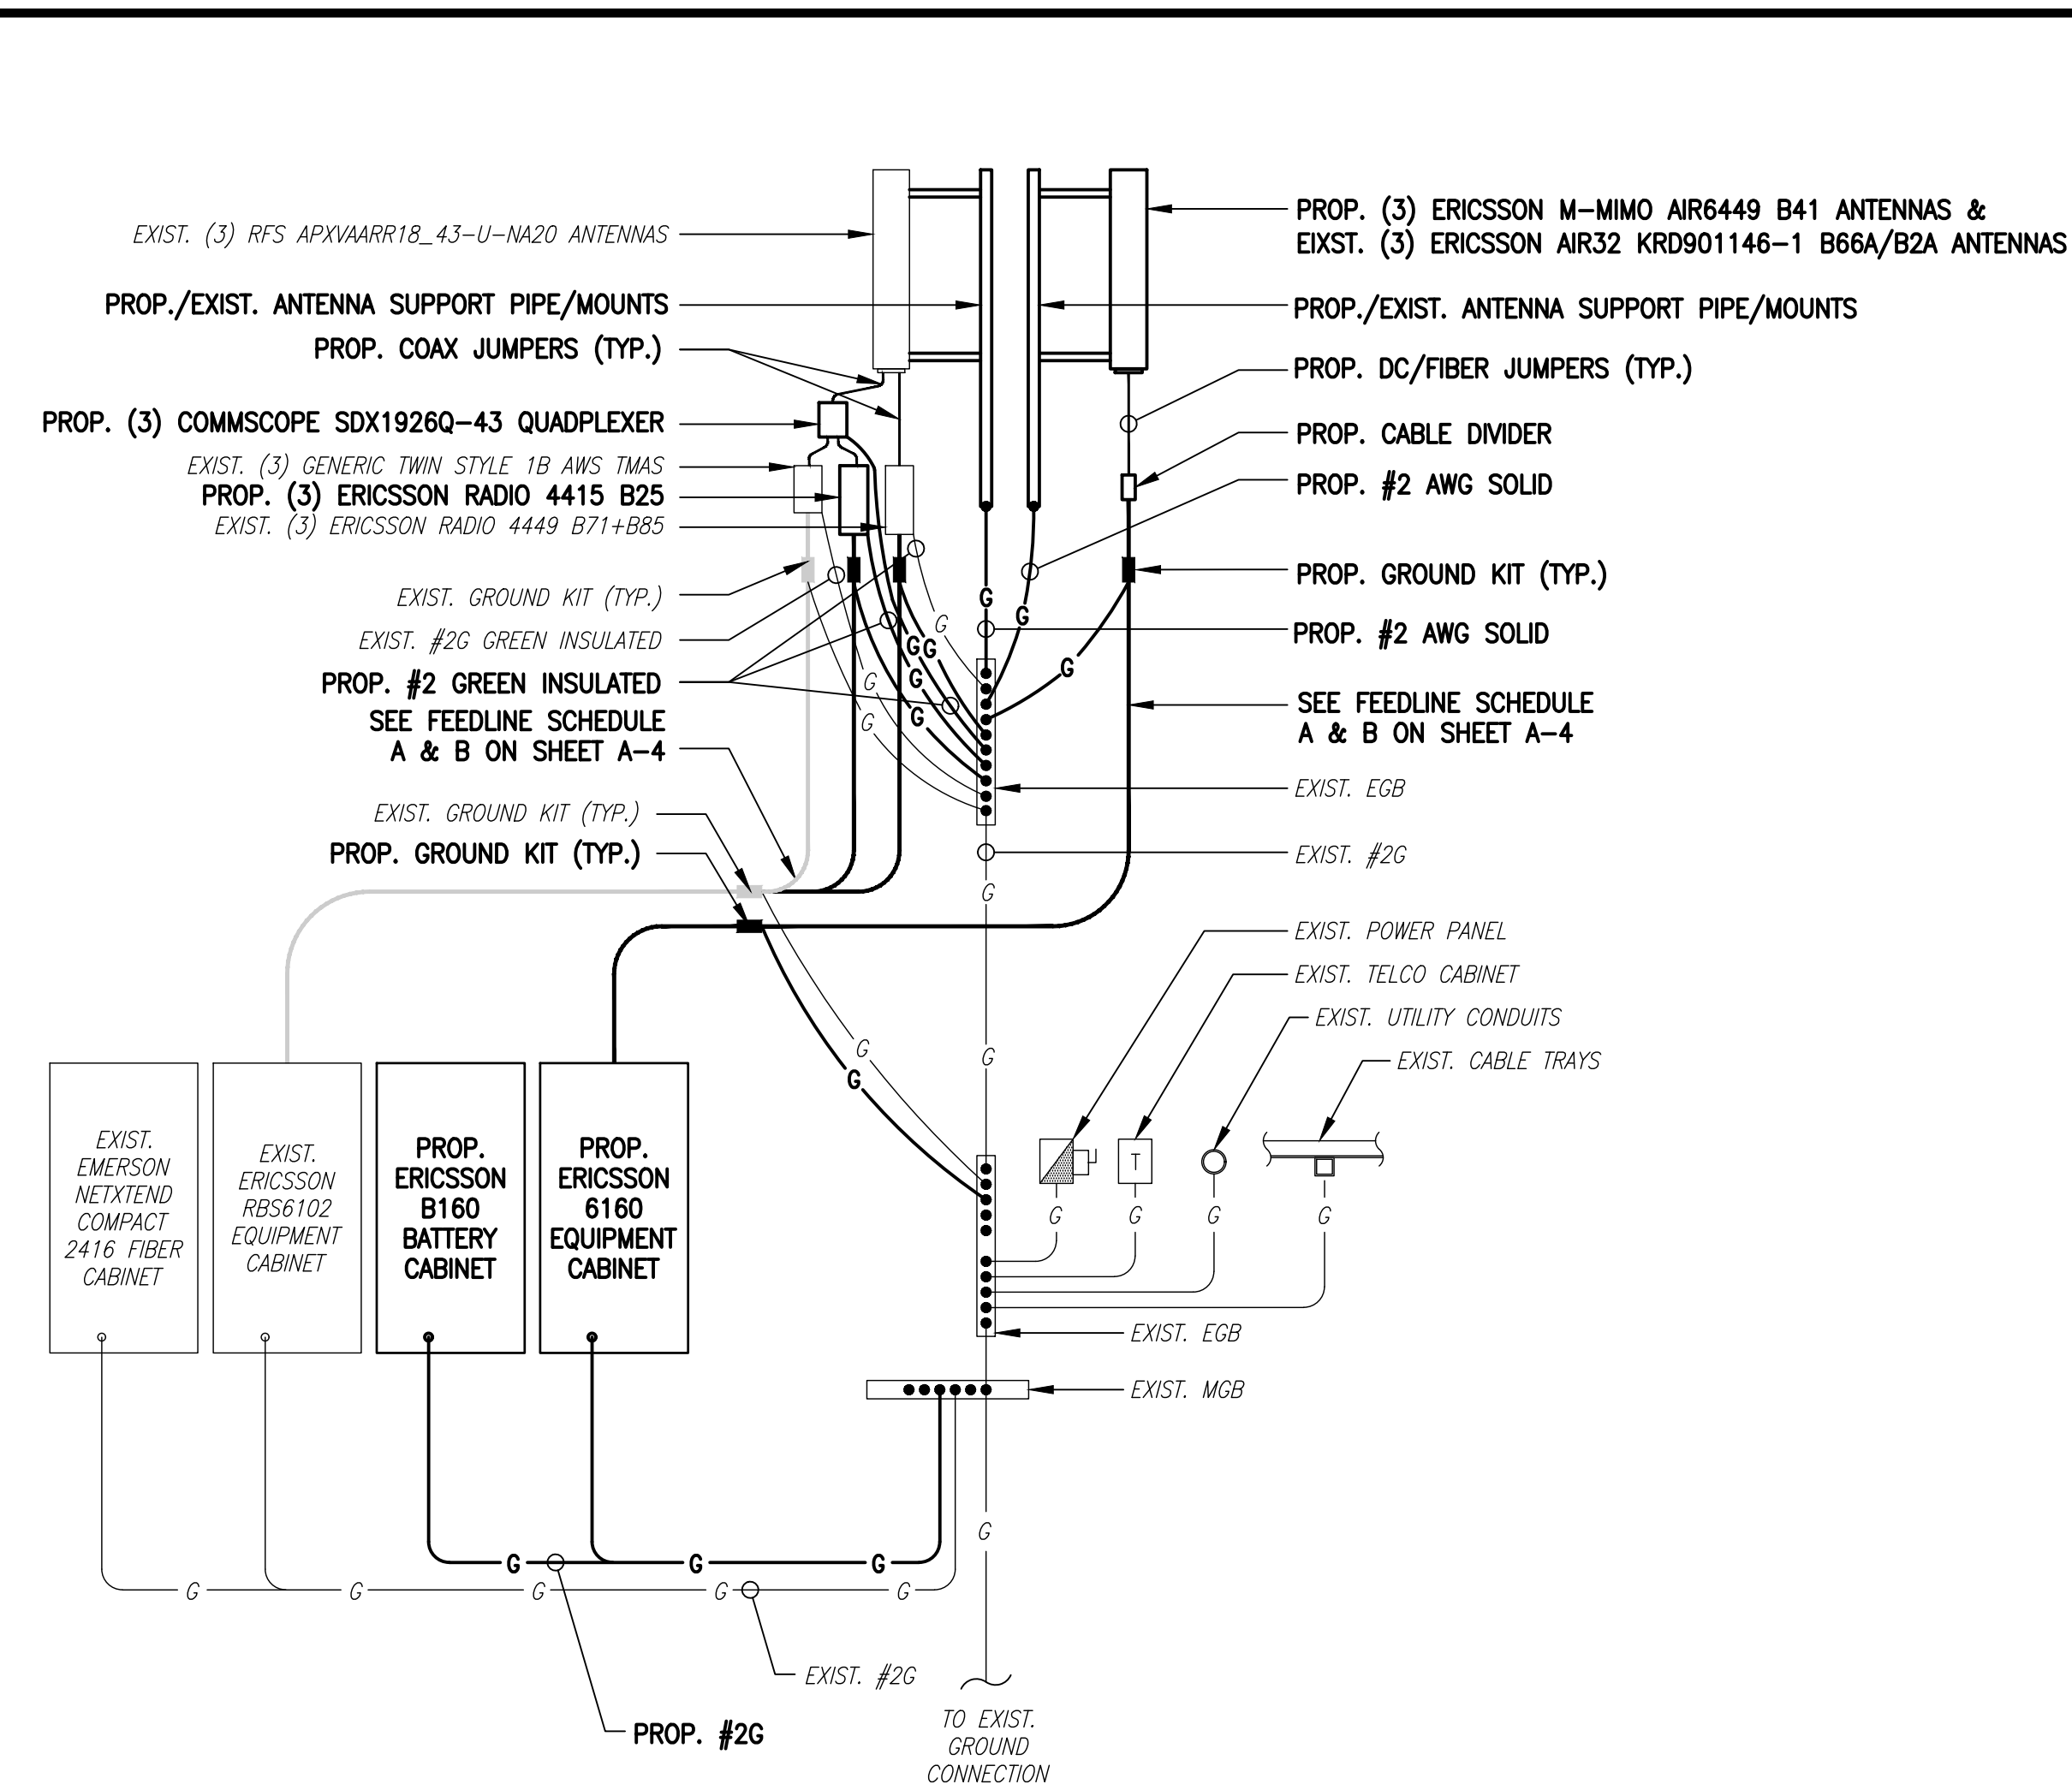 EXIST. (3) RFS APXVAARR18_43-U-NA20 ANTENNAS
PROP./EXIST. ANTENNA SUPPORT PIPE/MOUNTS
PROP. COAX JUMPERS (TYP.)
PROP. (3) COMMSCOPE SDX1926Q-43 QUADPLEXER
EXIST. (3) GENERIC TWIN STYLE 1B AWS TMAS
PROP. (3) ERICSSON RADIO 4415 B25
EXIST. (3) ERICSSON RADIO 4449 B71+B85
EXIST. GROUND KIT (TYP.)
EXIST. #2G GREEN INSULATED
PROP. #2 GREEN INSULATED
SEE FEEDLINE SCHEDULE
A & B ON SHEET A-4
EXIST. GROUND KIT (TYP.)
PROP. GROUND KIT (TYP.)
PROP. (3) ERICSSON M-MIMO AIR6449 B41 ANTENNAS &
EIXST. (3) ERICSSON AIR32 KRD901146-1 B66A/B2A ANTENNAS
PROP./EXIST. ANTENNA SUPPORT PIPE/MOUNTS
PROP. DC/FIBER JUMPERS (TYP.)
PROP. CABLE DIVIDER
PROP. #2 AWG SOLID
PROP. GROUND KIT (TYP.)
PROP. #2 AWG SOLID
SEE FEEDLINE SCHEDULE
A & B ON SHEET A-4
EXIST. EGB
EXIST. #2G
EXIST. POWER PANEL
EXIST. TELCO CABINET
EXIST. UTILITY CONDUITS
EXIST. CABLE TRAYS
G
G
G
G
G
G
G
G
G
G
G
G
G
G
EXIST.
EMERSON
NETXTEND
COMPACT
2416 FIBER
CABINET
EXIST.
ERICSSON
RBS6102
EQUIPMENT
CABINET
PROP.
ERICSSON
B160
BATTERY
CABINET
PROP.
ERICSSON
6160
EQUIPMENT
CABINET
T
G
G
G
G
EXIST. EGB
EXIST. MGB
G
G
G
G
G
G
G
G
G
EXIST. #2G
PROP. #2G
TO EXIST.
GROUND
CONNECTION